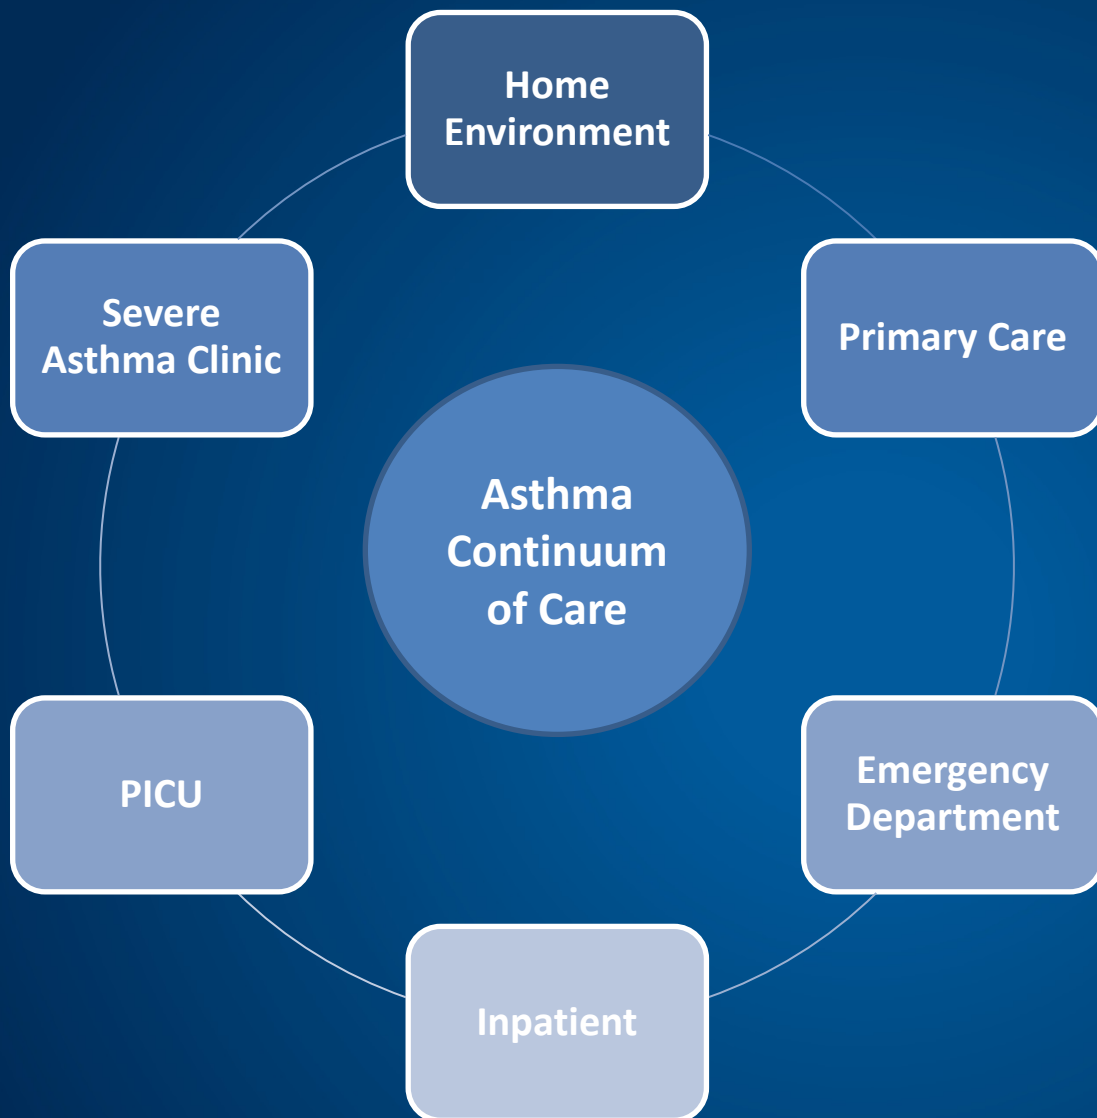 Home
Environment
Severe
Asthma Clinic
Primary Care
Asthma
Continuum
of Care
PICU
Emergency
Department
Inpatient